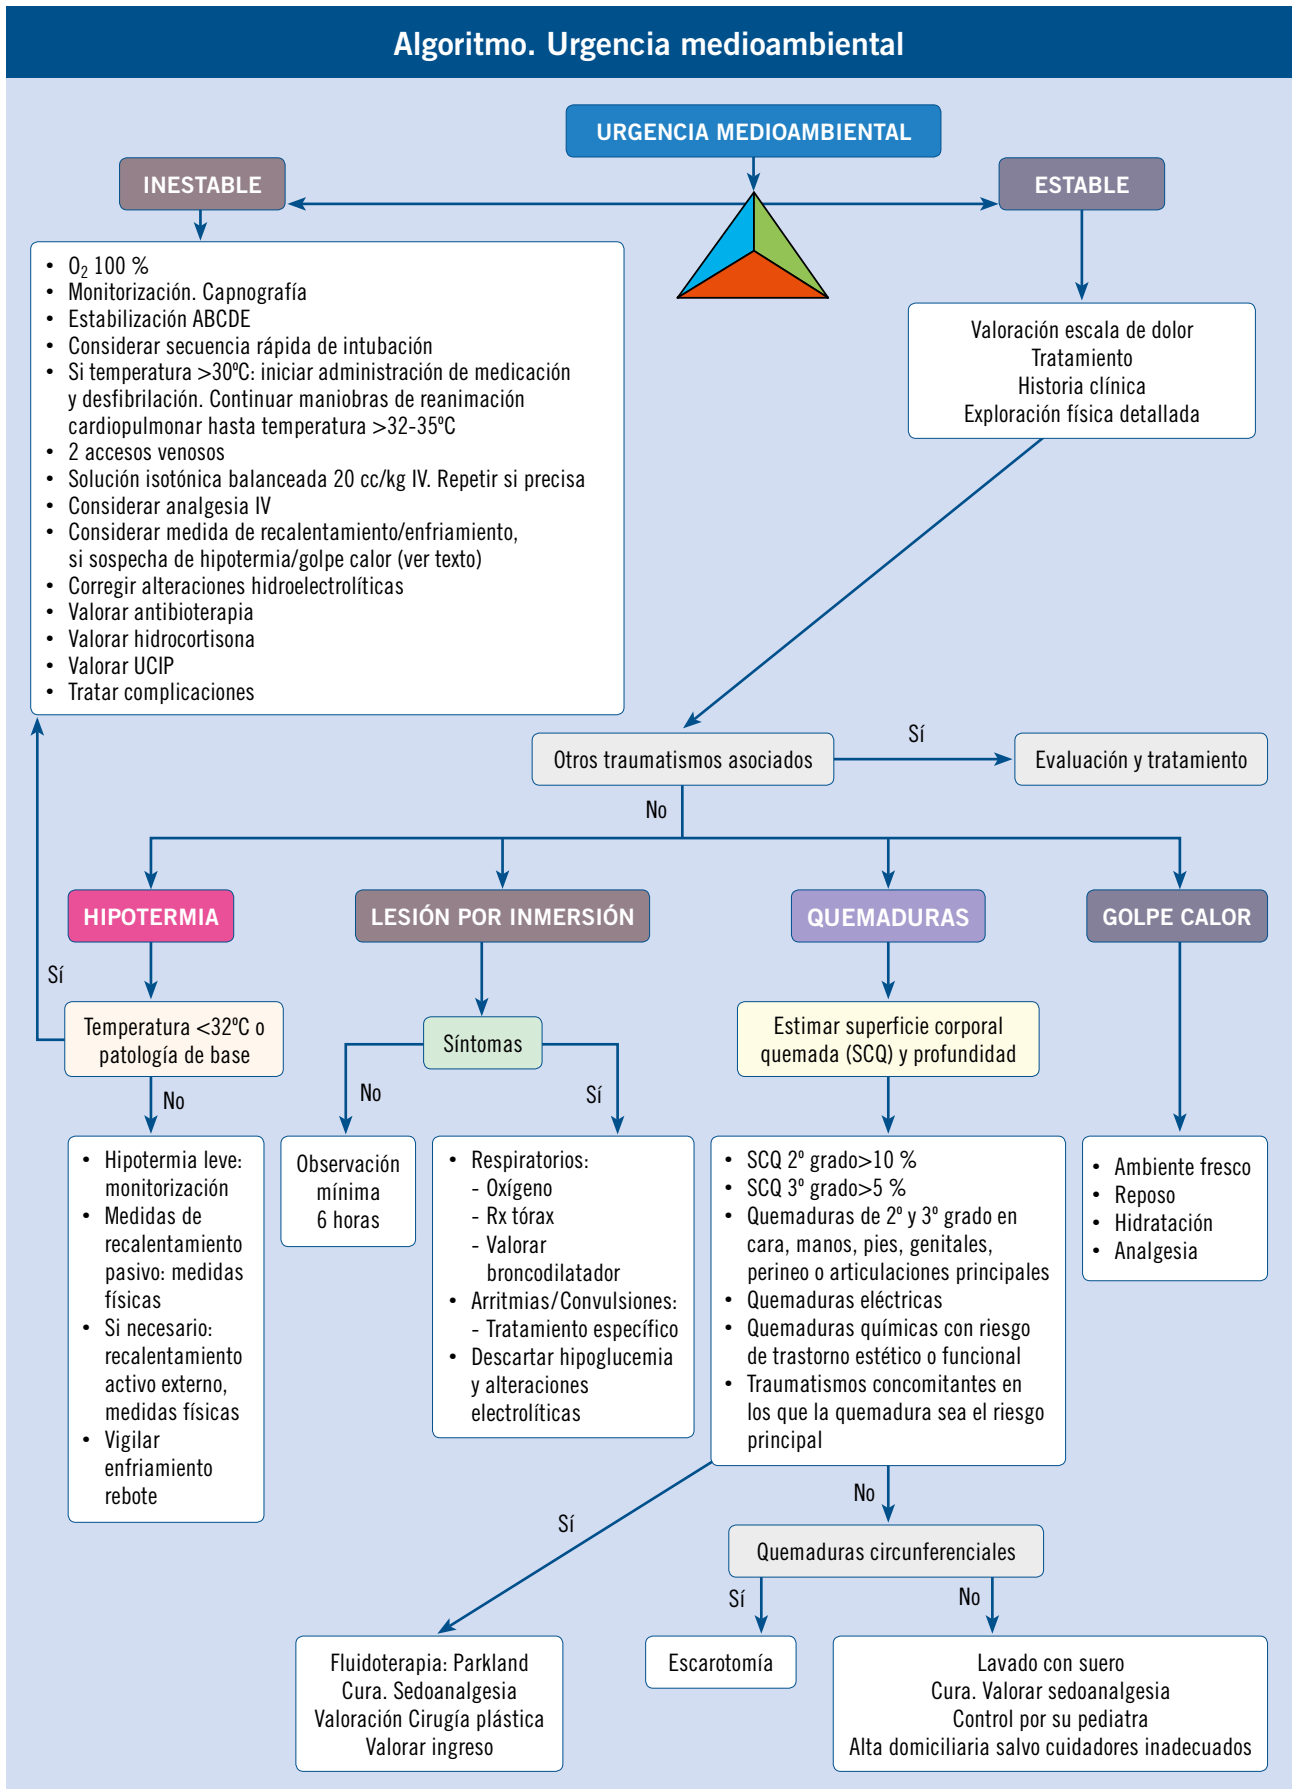 Algoritmo. Urgencia medioambiental
URGENCIA MEDIOAMBIENTAL
INESTABLE
ESTABLE
• O₂ 100 %
• Monitorización. Capnografía
• Estabilización ABCDE
• Considerar secuencia rápida de intubación
• Si temperatura >30ºC: iniciar administración de medicación
y desfibrilación. Continuar maniobras de reanimación
cardiopulmonar hasta temperatura >32-35ºC
• 2 accesos venosos
• Solución isotónica balanceada 20 cc/kg IV. Repetir si precisa
• Considerar analgesia IV
• Considerar medida de recalentamiento/enfriamiento,
si sospecha de hipotermia/golpe calor (ver texto)
• Corregir alteraciones hidroelectrolíticas
• Valorar antibioterapia
• Valorar hidrocortisona
• Valorar UCIP
• Tratar complicaciones
Valoración escala de dolor
Tratamiento
Historia clínica
Exploración física detallada
Otros traumatismos asociados
Sí
Evaluación y tratamiento
No
HIPOTERMIA
LESIÓN POR INMERSIÓN
QUEMADURAS
GOLPE CALOR
Sí
Temperatura <32ºC o
patología de base
No
• Hipotermia leve:
monitorización
• Medidas de
recalentamiento
pasivo: medidas
físicas
• Si necesario:
recalentamiento
activo externo,
medidas físicas
• Vigilar
enfriamiento
rebote
Síntomas
No
Sí
Observación
mínima
6 horas
• Respiratorios:
- Oxígeno
- Rx tórax
- Valorar
broncodilatador
• Arritmias/Convulsiones:
- Tratamiento específico
• Descartar hipoglucemia
y alteraciones
electrolíticas
Estimar superficie corporal
quemada (SCQ) y profundidad
• SCQ 2º grado>10 %
• SCQ 3º grado>5 %
• Quemaduras de 2º y 3º grado en
cara, manos, pies, genitales,
perineo o articulaciones principales
• Quemaduras eléctricas
• Quemaduras químicas con riesgo
de trastorno estético o funcional
• Traumatismos concomitantes en
los que la quemadura sea el riesgo
principal
• Ambiente fresco
• Reposo
• Hidratación
• Analgesia
Sí
No
Quemaduras circunferenciales
Sí
No
Fluidoterapia: Parkland
Cura. Sedoanalgesia
Valoración Cirugía plástica
Valorar ingreso
Escarotomía
Lavado con suero
Cura. Valorar sedoanalgesia
Control por su pediatra
Alta domiciliaria salvo cuidadores inadecuados